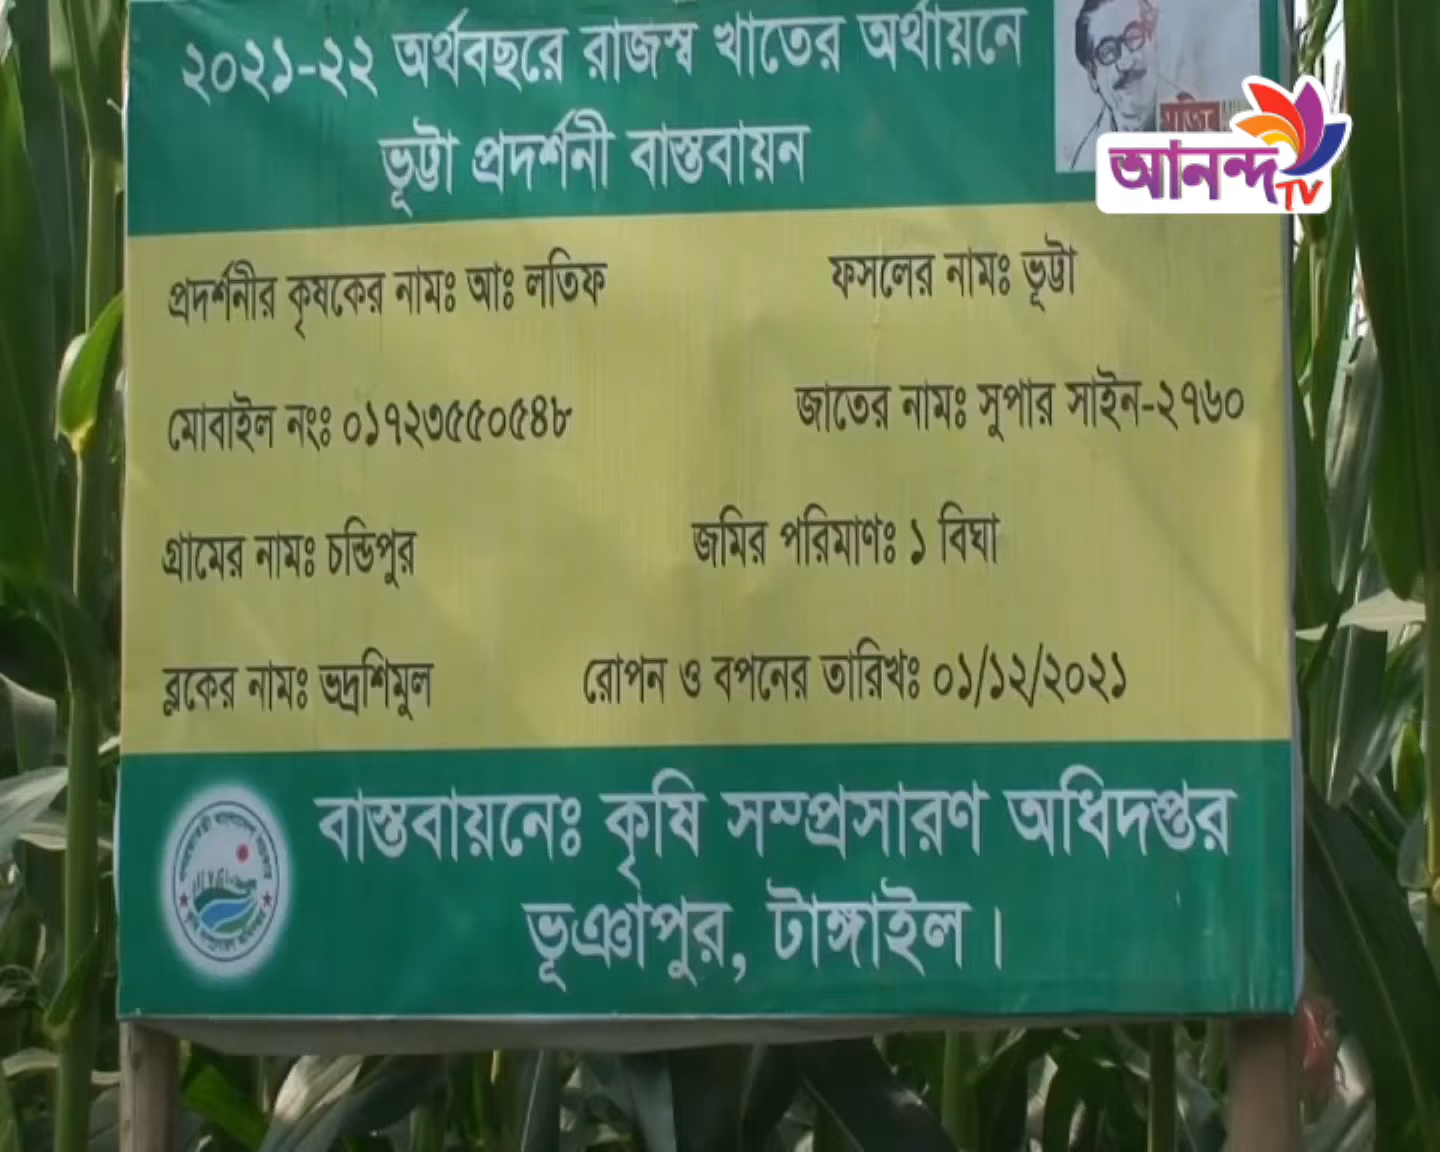 ২০২১-২২ অর্থবছরে রাজস্ব খাতের অর্থায়নে
ভূট্টা প্রদর্শনী বাস্তবায়ন
আনন্দ TV
প্রদর্শনীর কৃষকের নামঃ আঃ লতিফ
ফসলের নামঃ ভূট্টা
মোবাইল নংঃ ০১৭২৩৫৫০৫৪৮
জাতের নামঃ সুপার সাইন-২৭৬০
গ্রামের নামঃ চন্ডিপুর
জমির পরিমাণঃ ১ বিঘা
ব্লকের নামঃ ভদ্রশিমুল
রোপন ও বপনের তারিখঃ ০১/১২/২০২১
বাস্তবায়নেঃ কৃষি সম্প্রসারণ অধিদপ্তর
ভূঞাপুর, টাঙ্গাইল।